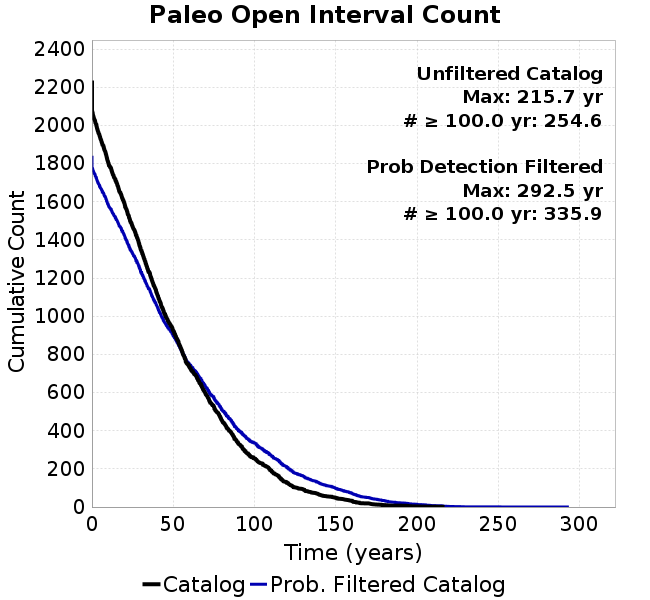 Paleo Open Interval Count
Unfiltered Catalog
Max: 215.7 yr
# ≥ 100.0 yr: 254.6
Prob Detection Filtered
Max: 292.5 yr
# ≥ 100.0 yr: 335.9
Cumulative Count
2400
2200
2000
1800
1600
1400
1200
1000
800
600
400
200
0
0 50 100 150 200 250 300
Time (years)
Catalog Prob. Filtered Catalog